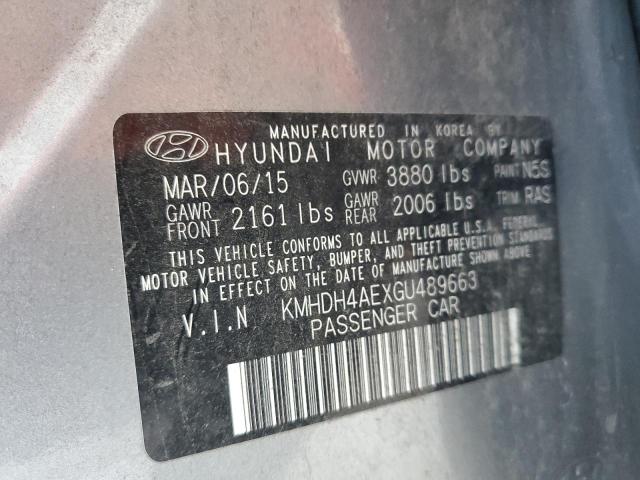 MANUFACTURED IN KOREA BY
HYUNDAI MOTOR COMPANY
MAR/06/15 GVWR 3880 lbs PAINT N5S
GAWR FRONT 2161 lbs GAWR REAR 2006 lbs TRIM RAS
THIS VEHICLE CONFORMS TO ALL APPLICABLE U.S.A. FEDERAL
MOTOR VEHICLE SAFETY, BUMPER, AND THEFT PREVENTION STANDARDS
IN EFFECT ON THE DATE OF MANUFACTURE SHOWN ABOVE.
V.I.N KMHDH4AEXGU489663
PASSENGER CAR